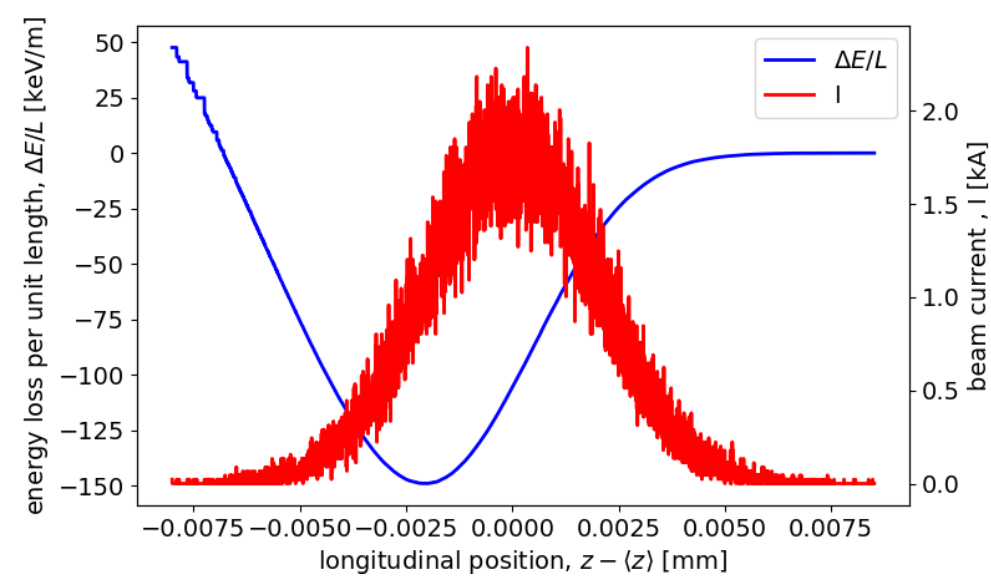 energy loss per unit length, ΔE/L [keV/m]
50
25
0
−25
−50
−75
−100
−125
−150
ΔE/L
I
2.0
1.5
1.0
0.5
0.0
beam current , I [kA]
−0.0075 −0.0050 −0.0025 0.0000 0.0025 0.0050 0.0075
longitudinal position, z − ⟨z⟩ [mm]